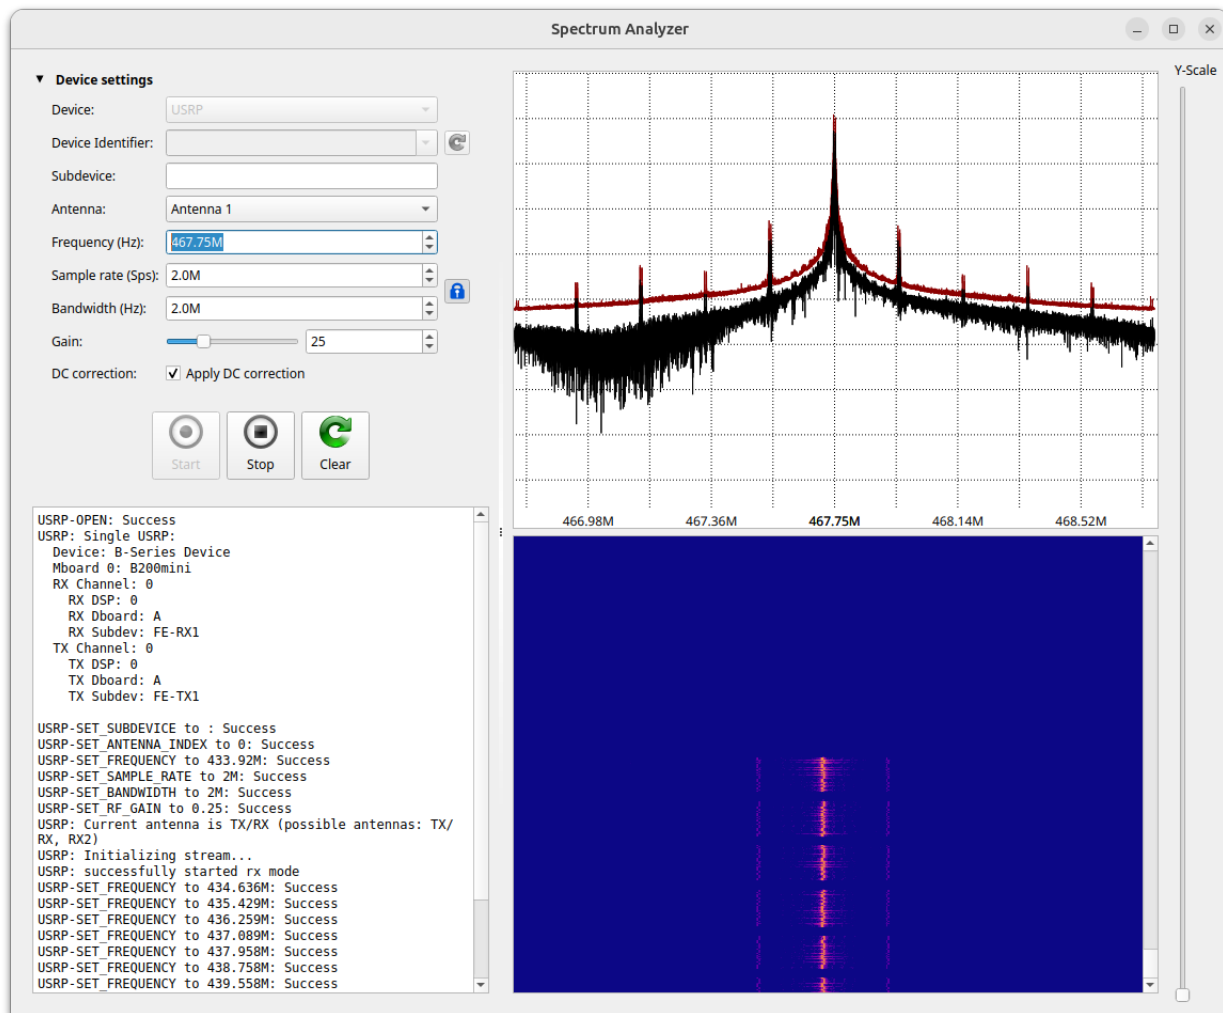 Spectrum Analyzer
Device settings
Device: USRP
Device Identifier:
Subdevice:
Antenna: Antenna 1
Frequency (Hz): 467.75M
Sample rate (Sps): 2.0M
Bandwidth (Hz): 2.0M
Gain: 25
DC correction: Apply DC correction
Start Stop Clear
USRP-OPEN: Success
USRP: Single USRP:
Device: B-Series Device
Mboard 0: B200mini
RX Channel: 0
RX DSP: 0
RX Dboard: A
RX Subdev: FE-RX1
TX Channel: 0
TX DSP: 0
TX Dboard: A
TX Subdev: FE-TX1
USRP-SET_SUBDEVICE to : Success
USRP-SET_ANTENNA_INDEX to 0: Success
USRP-SET_FREQUENCY to 433.92M: Success
USRP-SET_SAMPLE_RATE to 2M: Success
USRP-SET_BANDWIDTH to 2M: Success
USRP-SET_RF_GAIN to 0.25: Success
USRP: Current antenna is TX/RX (possible antennas: TX/
RX, RX2)
USRP: Initializing stream...
USRP: successfully started rx mode
USRP-SET_FREQUENCY to 434.636M: Success
USRP-SET_FREQUENCY to 435.429M: Success
USRP-SET_FREQUENCY to 436.259M: Success
USRP-SET_FREQUENCY to 437.089M: Success
USRP-SET_FREQUENCY to 437.958M: Success
USRP-SET_FREQUENCY to 438.758M: Success
USRP-SET_FREQUENCY to 439.558M: Success
Y-Scale
466.98M 467.36M 467.75M 468.14M 468.52M